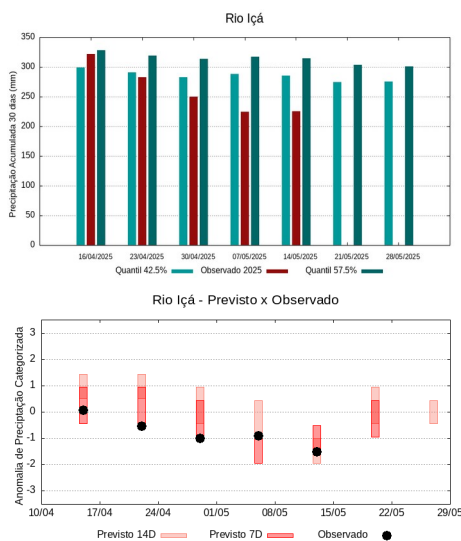 Rio Içá
Precipitação Acumulada 30 dias (mm)
350
300
250
200
150
100
50
0
16/04/2025 23/04/2025 30/04/2025 07/05/2025 14/05/2025 21/05/2025 28/05/2025
Quantil 42.5% Observado 2025 Quantil 57.5%
Rio Içá - Previsto x Observado
Anomalia de Precipitação Categorizada
3
2
1
0
-1
-2
-3
10/04 17/04 24/04 01/05 08/05 15/05 22/05 29/05
Previsto 14D Previsto 7D Observado